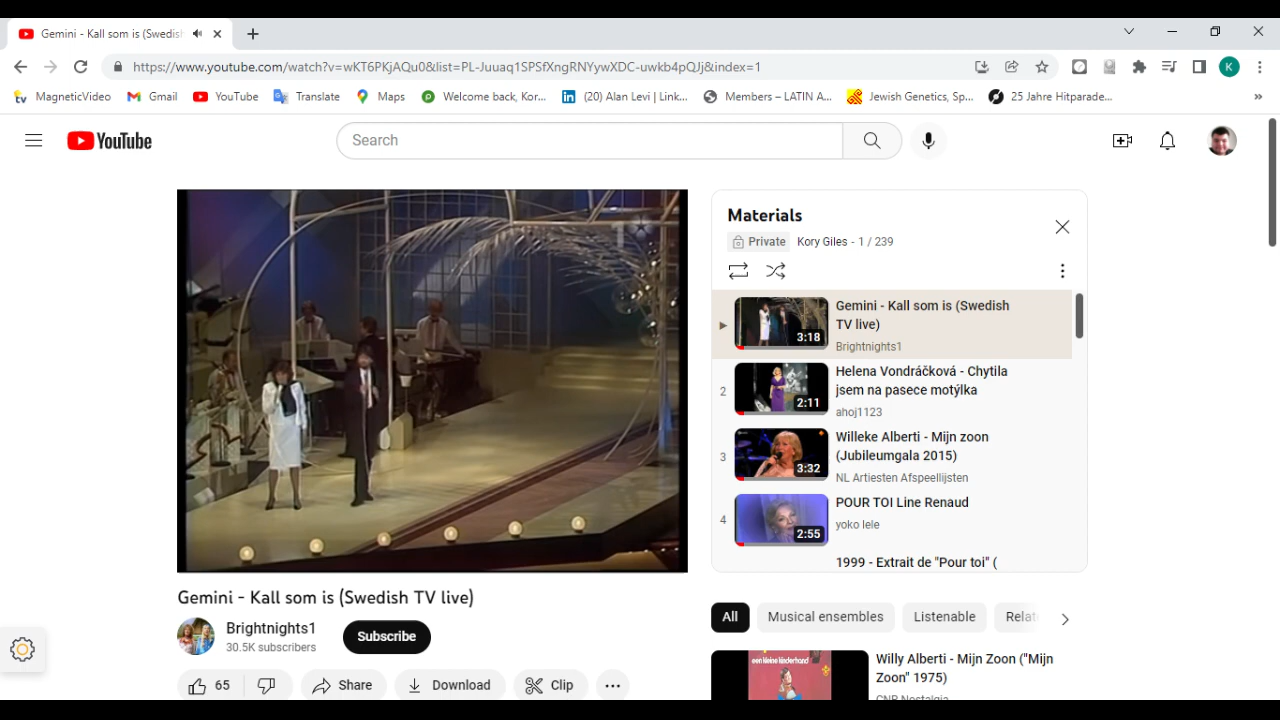 Gemini - Kall som is (Swedish
https://www.youtube.com/watch?v=wKT6PKjAQu0&list=PL-Juuaq1SPSfXngRNYywXDC-uwkb4pQJj&index=1
K
MagneticVideo
Gmail
YouTube
Translate
Maps
Welcome back, Kor...
(20) Alan Levi | Link...
Members – LATIN A...
Jewish Genetics, Sp...
25 Jahre Hitparade...
YouTube
Search
Materials
Private Kory Giles - 1 / 239
Gemini - Kall som is (Swedish
TV live)
3:18
Brightnights1
2
Helena Vondráčková - Chytila
jsem na pasece motýlka
2:11
ahoj1123
3
Willeke Alberti - Mijn zoon
(Jubileumgala 2015)
3:32
NL Artiesten Afspeellijsten
4
POUR TOI Line Renaud
yoko lele
2:55
1999 - Extrait de "Pour toi" (
Gemini - Kall som is (Swedish TV live)
Brightnights1
30.5K subscribers
Subscribe
65
Share
Download
Clip
All
Musical ensembles
Listenable
Relat
een kleine kinderhand
Willy Alberti - Mijn Zoon ("Mijn
Zoon" 1975)
CNR Nostalgia